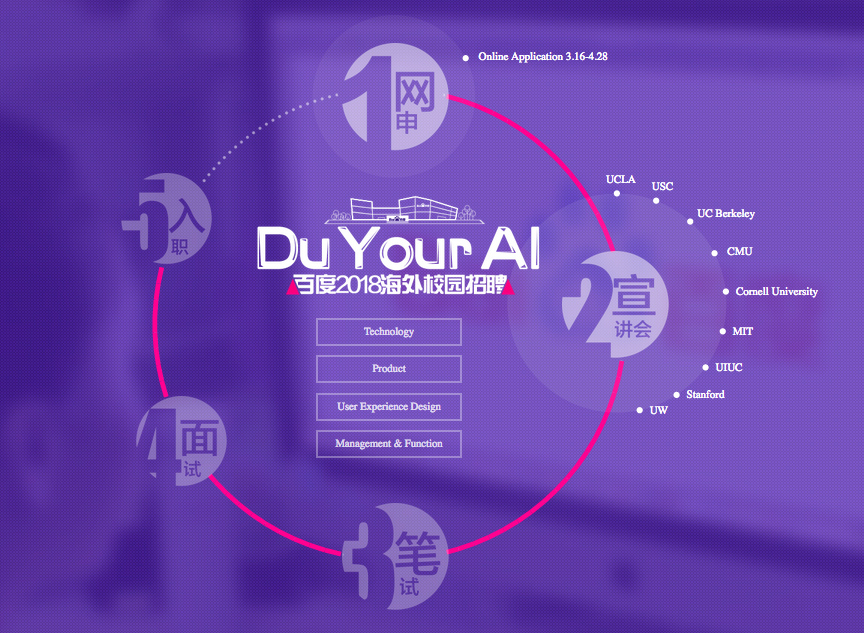 1
网
申
Online Application 3.16-4.28
UCLA
USC
UC Berkeley
CMU
Cornell University
MIT
UIUC
Stanford
UW
2
宣
讲会
5
入
职
Du Your AI
百度2018海外校园招聘
Technology
Product
User Experience Design
Management & Function
4
面
试
3
笔
试